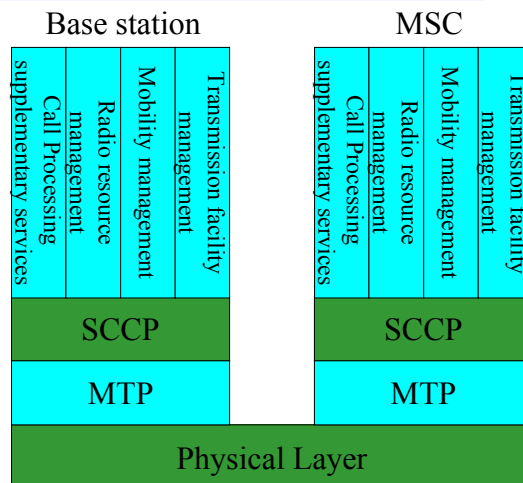 Base station
MSC
supplementary services
Call Processing
management
Radio resource
Mobility management
management
Transmission facility
supplementary services
Call Processing
management
Radio resource
Mobility management
management
Transmission facility
SCCP
SCCP
MTP
MTP
Physical Layer